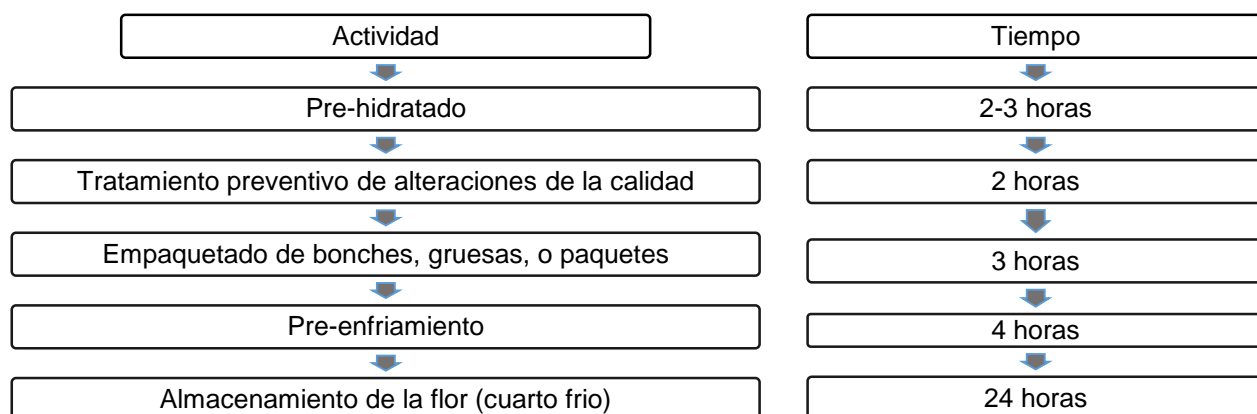 Actividad
Tiempo
Pre-hidratado
2-3 horas
Tratamiento preventivo de alteraciones de la calidad
2 horas
Empaquetado de bonches, gruesas, o paquetes
3 horas
Pre-enfriamiento
4 horas
Almacenamiento de la flor (cuarto frio)
24 horas